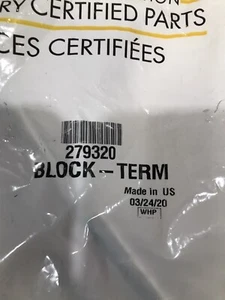 RY CERTIFIED PARTS
CES CERTIFIÉES
279320
BLOCK -- TERM
Made in US
03/24/20
WHP